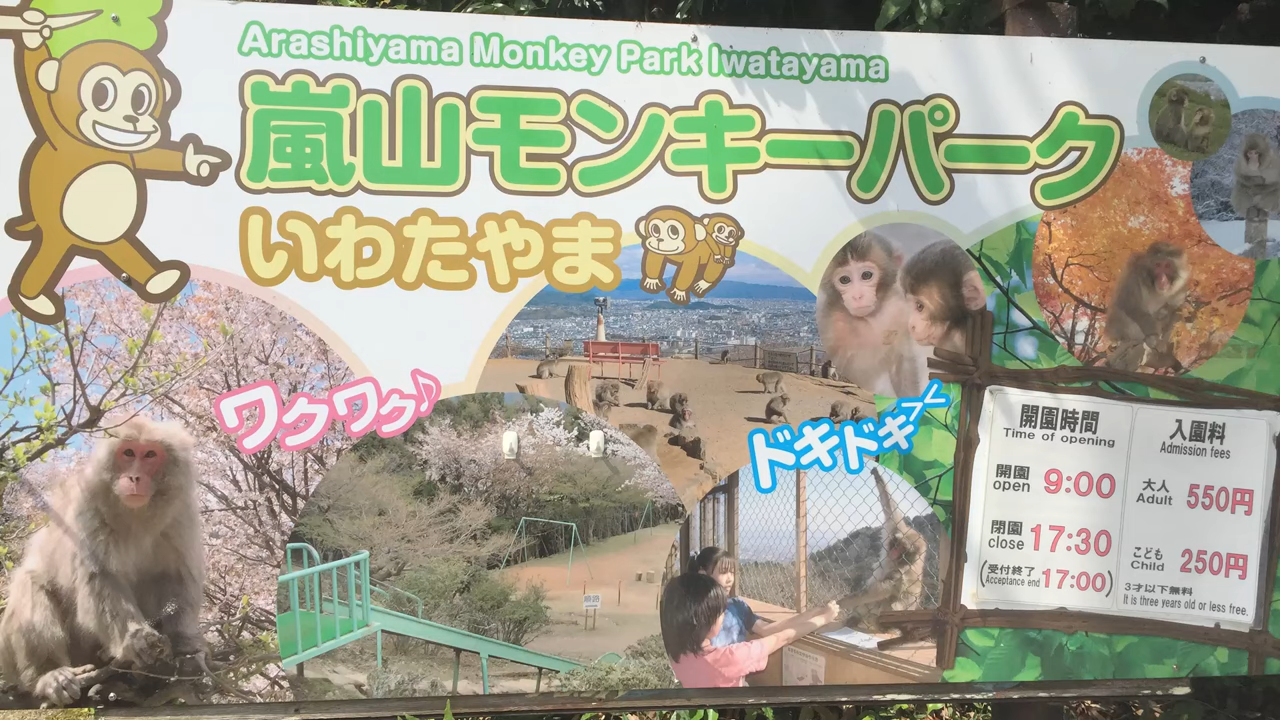 Arashiyama Monkey Park Iwatayama
嵐山モンキーパーク
いわたやま
ワクワク♪
ドキドキ
開園時間
Time of opening
開園
open 9:00
閉園
close 17:30
(受付終了
Acceptance end 17:00)
入園料
Admission fees
大人
Adult 550円
こども
Child 250円
3才以下無料
It is three years old or less free.